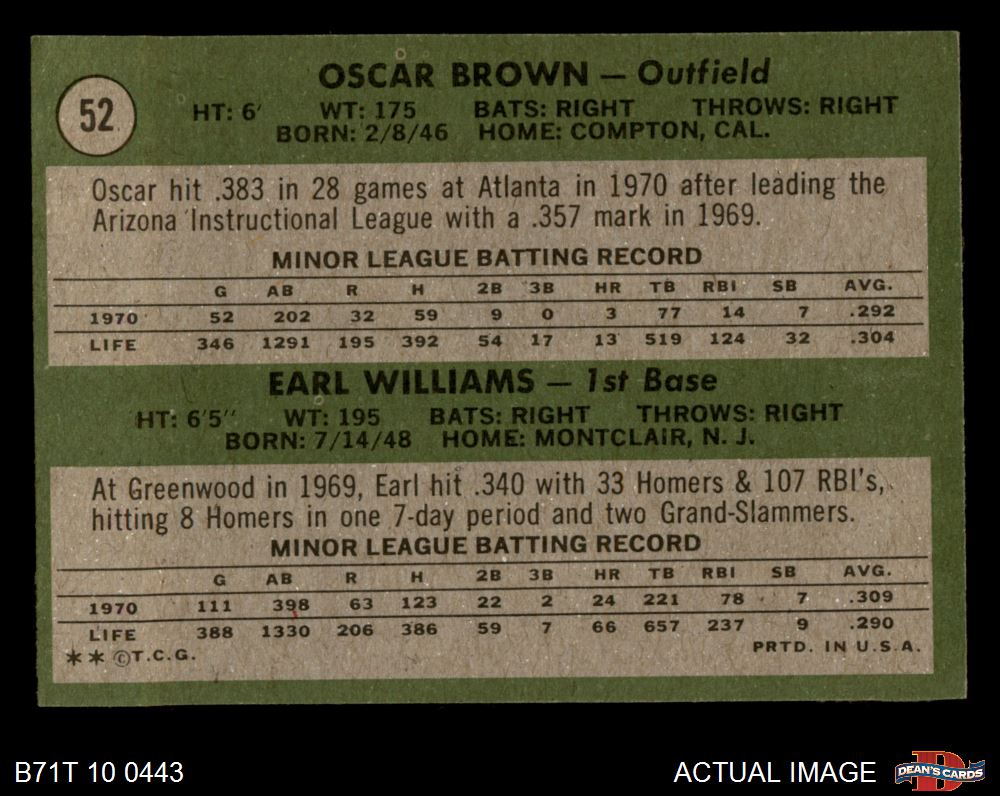 52
OSCAR BROWN — Outfield
HT: 6' WT: 175 BATS: RIGHT THROWS: RIGHT
BORN: 2/8/46 HOME: COMPTON, CAL.
Oscar hit .383 in 28 games at Atlanta in 1970 after leading the
Arizona Instructional League with a .357 mark in 1969.
MINOR LEAGUE BATTING RECORD
G AB R H 2B 3B HR TB RBI SB AVG.
1970 52 202 32 59 9 0 3 77 14 7 .292
LIFE 346 1291 195 392 54 17 13 519 124 32 .304
EARL WILLIAMS — 1st Base
HT: 6'5" WT: 195 BATS: RIGHT THROWS: RIGHT
BORN: 7/14/48 HOME: MONTCLAIR, N. J.
At Greenwood in 1969, Earl hit .340 with 33 Homers & 107 RBI's,
hitting 8 Homers in one 7-day period and two Grand-Slammers.
MINOR LEAGUE BATTING RECORD
G AB R H 2B 3B HR TB RBI SB AVG.
1970 111 398 63 123 22 2 24 221 78 7 .309
LIFE 388 1330 206 386 59 7 66 657 237 9 .290
** ©T.C.G. PRTD. IN U.S.A.
B71T 10 0443 ACTUAL IMAGE DEAN'S CARDS